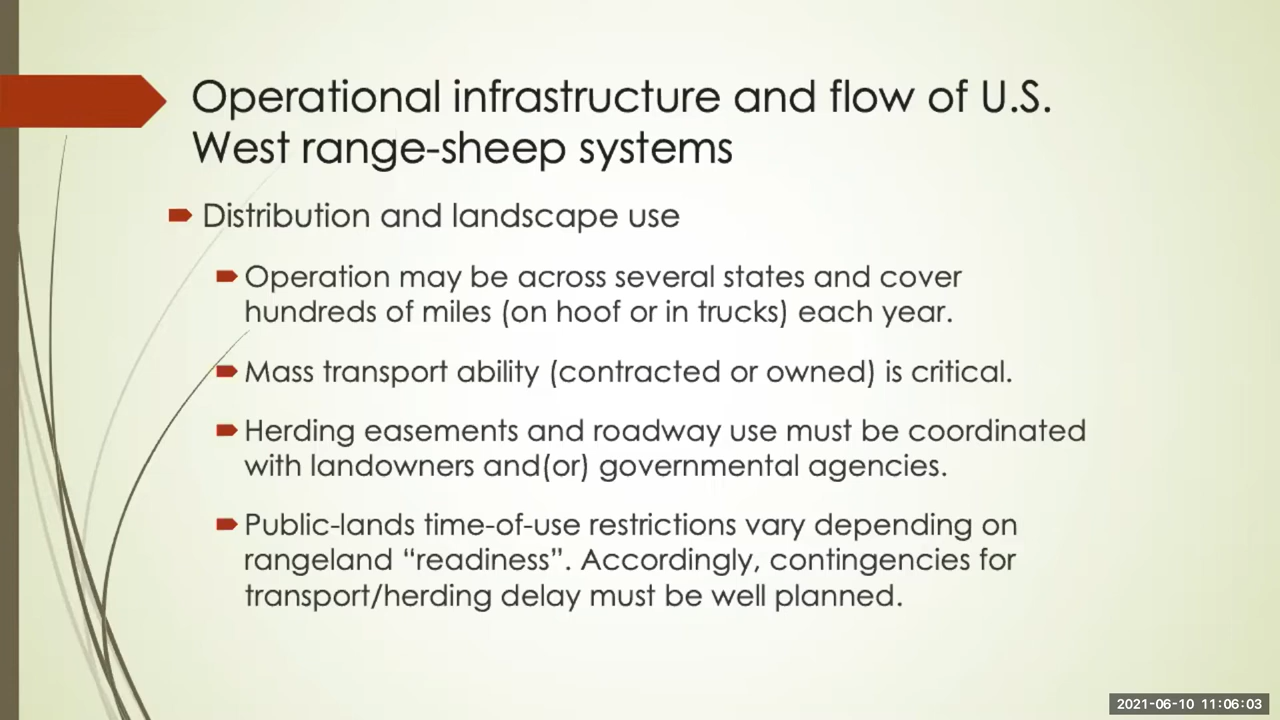 Operational infrastructure and flow of U.S.
West range-sheep systems
Distribution and landscape use
Operation may be across several states and cover
hundreds of miles (on hoof or in trucks) each year.
Mass transport ability (contracted or owned) is critical.
Herding easements and roadway use must be coordinated
with landowners and(or) governmental agencies.
Public-lands time-of-use restrictions vary depending on
rangeland “readiness”. Accordingly, contingencies for
transport/herding delay must be well planned.
2021-06-10 11:06:03